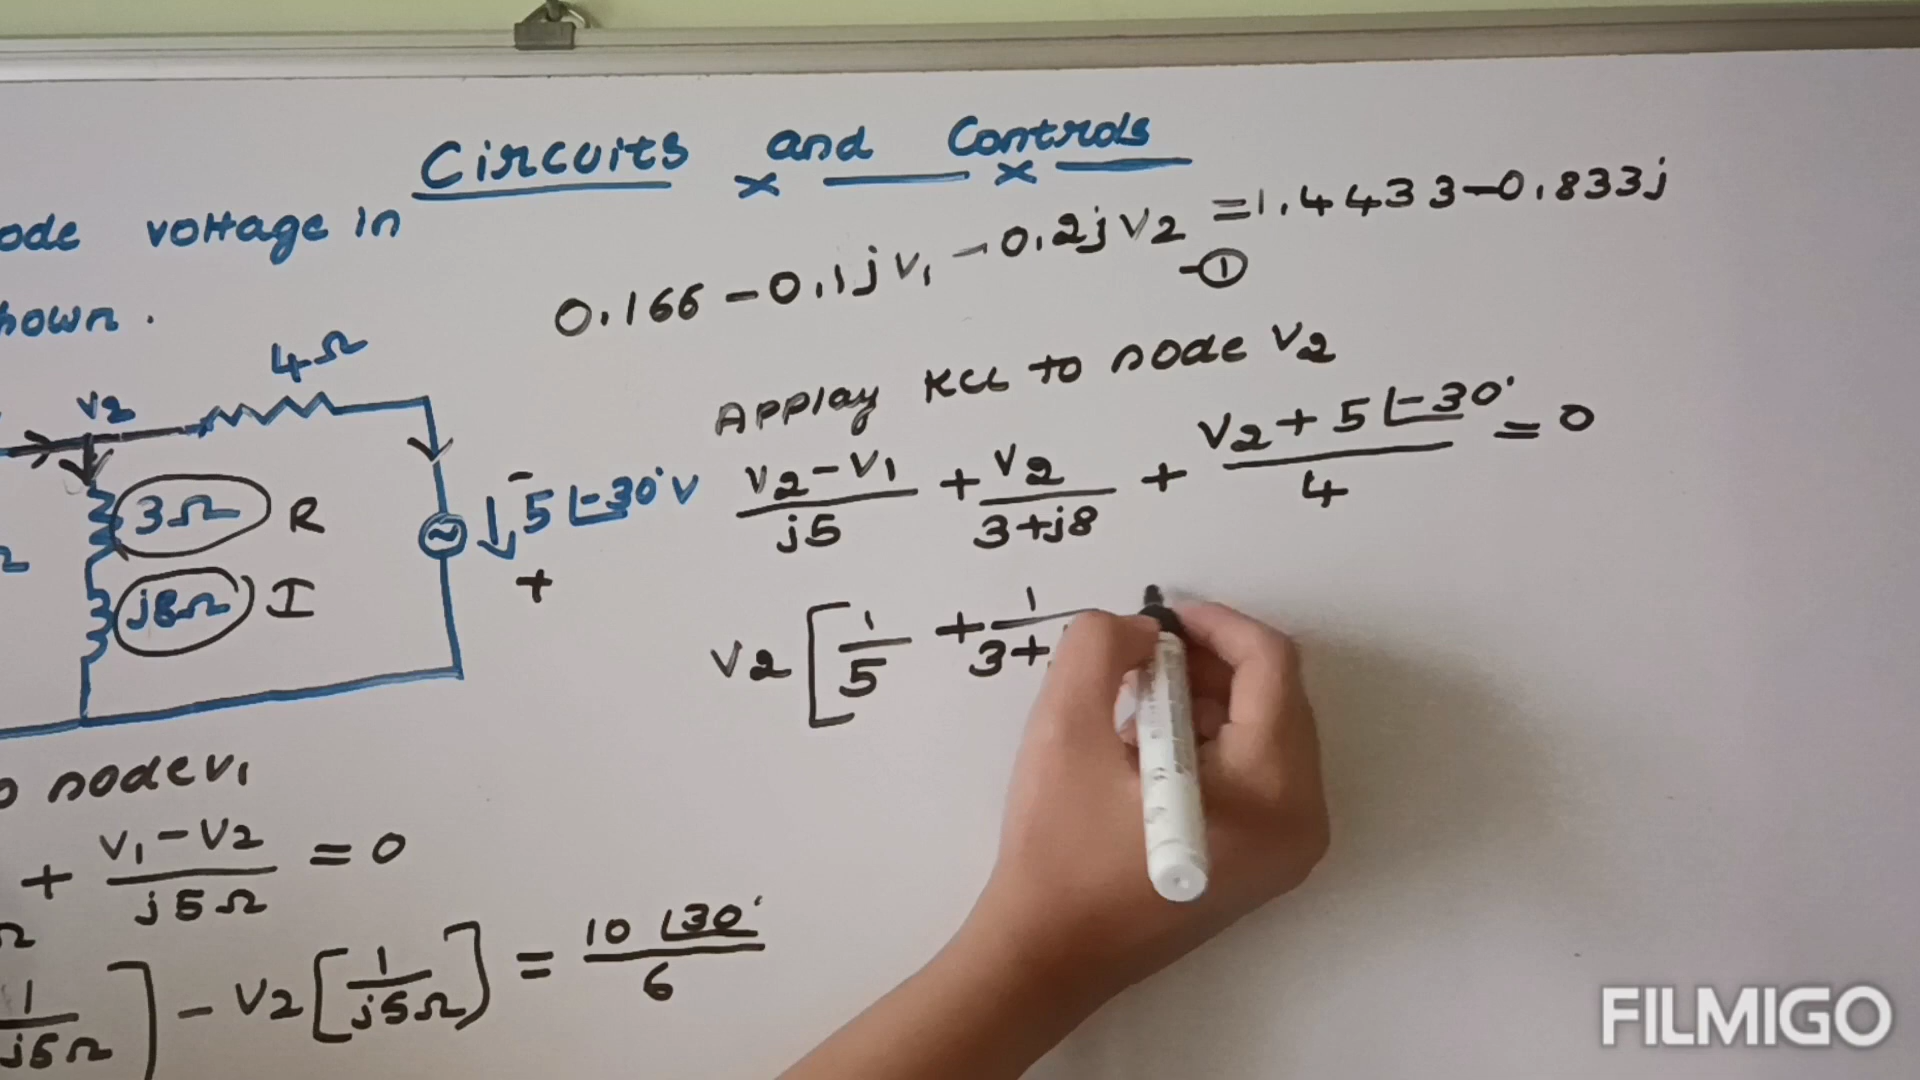 Circuits and Controls
ode voltage in
hown.
0.166 - 0.1j V1 - 0.2j V2 = 1.4433 - 0.833j
-①
Applay KCL to node V2
V2 - V1 / j5 + V2 / 3+j8 + V2 + 5∠-30° / 4 = 0
4Ω
V2
3Ω R
j8Ω I
- 5∠-30° V
+
Ω
V2 [ 1/5 + 1/3+
o node V1
+ V1 - V2 / j5Ω = 0
Ω
1/j5Ω ] - V2 [ 1/j5Ω ] = 10∠30° / 6
FILMIGO